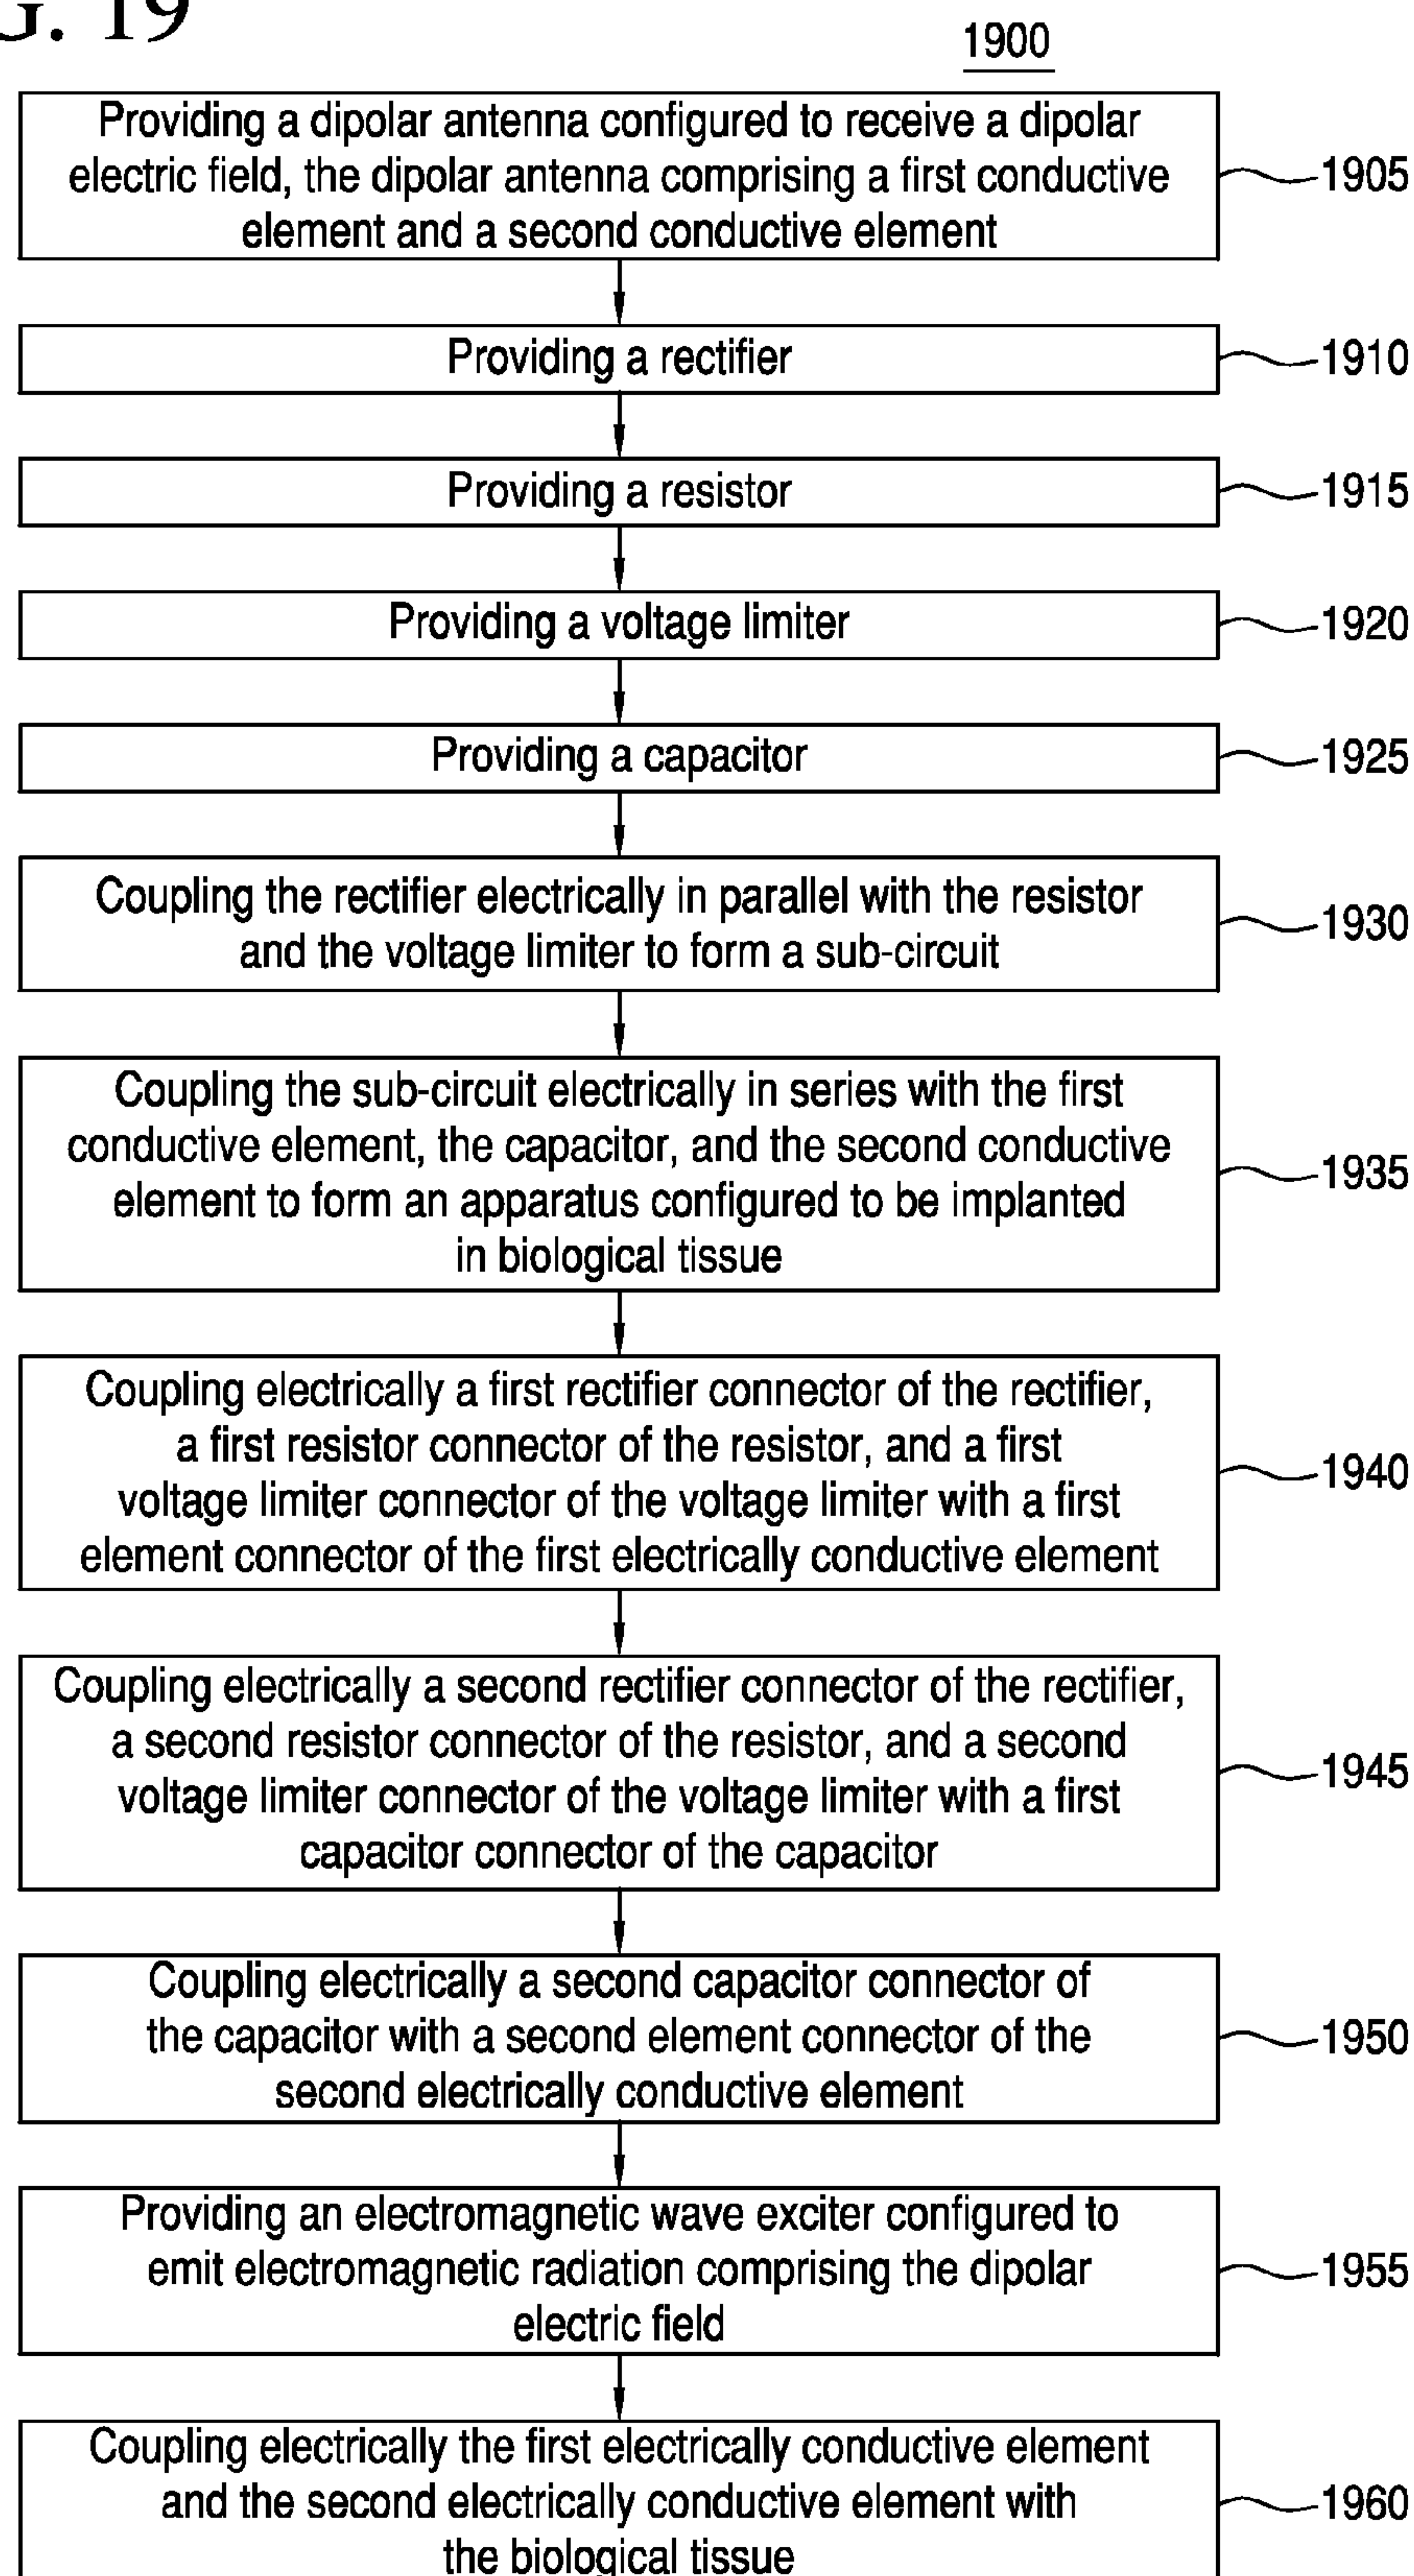 G. 19
1900
Providing a dipolar antenna configured to receive a dipolar
electric field, the dipolar antenna comprising a first conductive
element and a second conductive element
1905
Providing a rectifier
1910
Providing a resistor
1915
Providing a voltage limiter
1920
Providing a capacitor
1925
Coupling the rectifier electrically in parallel with the resistor
and the voltage limiter to form a sub-circuit
1930
Coupling the sub-circuit electrically in series with the first
conductive element, the capacitor, and the second conductive
element to form an apparatus configured to be implanted
in biological tissue
1935
Coupling electrically a first rectifier connector of the rectifier,
a first resistor connector of the resistor, and a first
voltage limiter connector of the voltage limiter with a first
element connector of the first electrically conductive element
1940
Coupling electrically a second rectifier connector of the rectifier,
a second resistor connector of the resistor, and a second
voltage limiter connector of the voltage limiter with a first
capacitor connector of the capacitor
1945
Coupling electrically a second capacitor connector of
the capacitor with a second element connector of the
second electrically conductive element
1950
Providing an electromagnetic wave exciter configured to
emit electromagnetic radiation comprising the dipolar
electric field
1955
Coupling electrically the first electrically conductive element
and the second electrically conductive element with
the biological tissue
1960